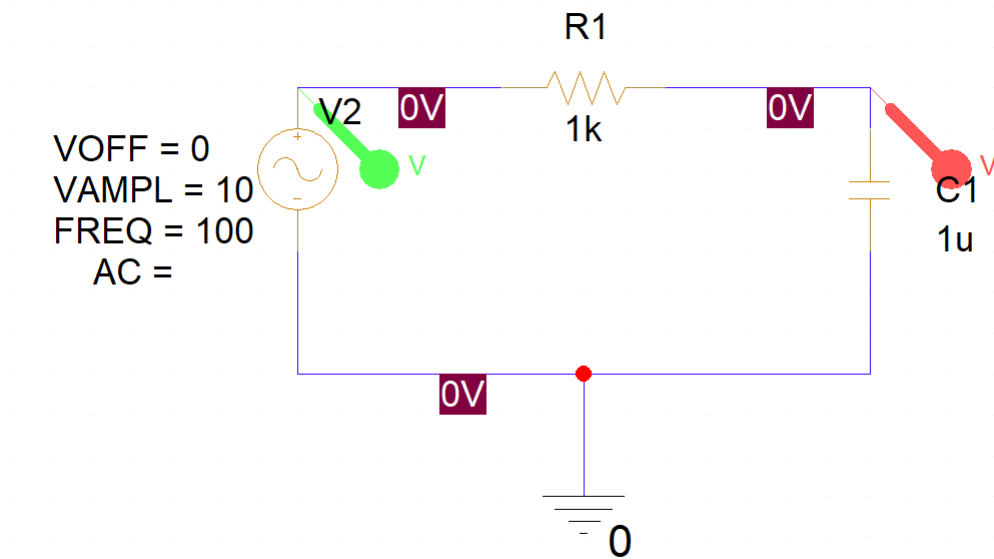 R1
V2
0V
0V
1k
V
V
VOFF = 0
VAMPL = 10
FREQ = 100
AC =
C1
1u
0V
0